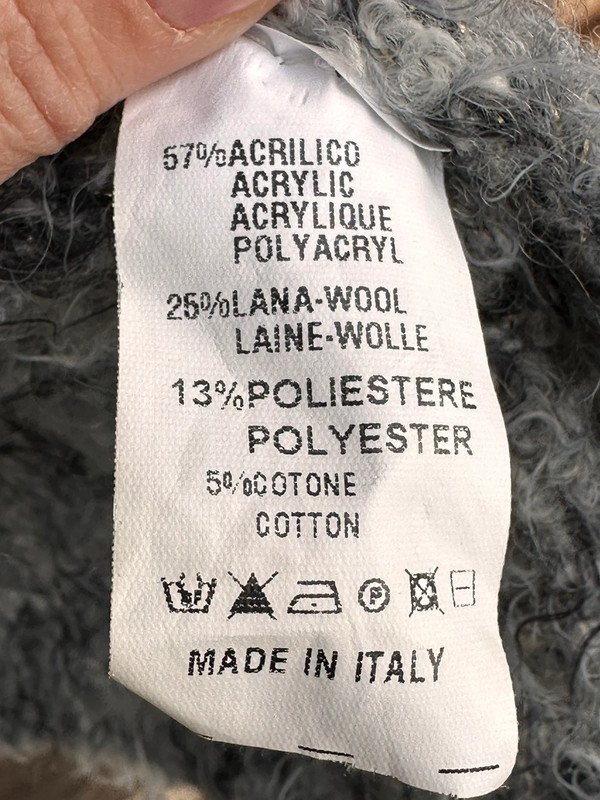 57%ACRILICO
ACRYLIC
ACRYLIQUE
POLYACRYL
25%LANA-WOOL
LAINE-WOLLE
13%POLIESTERE
POLYESTER
5%COTONE
COTTON
P
MADE IN ITALY